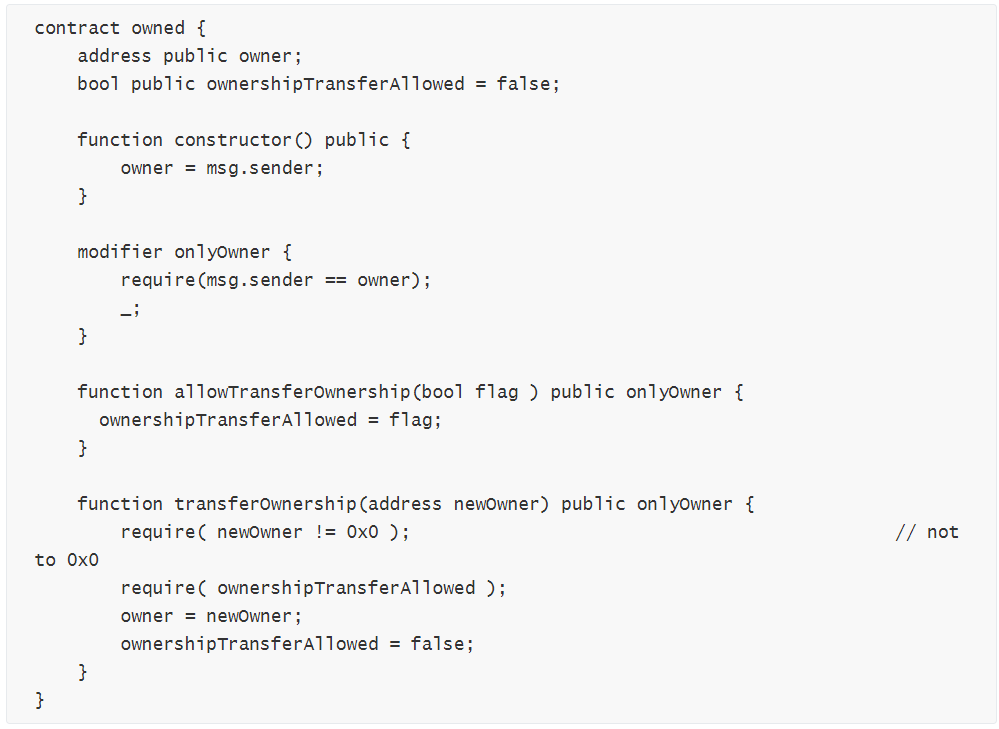 contract owned {
    address public owner;
    bool public ownershipTransferAllowed = false;

    function constructor() public {
        owner = msg.sender;
    }

    modifier onlyOwner {
        require(msg.sender == owner);
        _;
    }

    function allowTransferOwnership(bool flag ) public onlyOwner {
      ownershipTransferAllowed = flag;
    }

    function transferOwnership(address newOwner) public onlyOwner {
        require( newOwner != 0x0 );                                             // not
to 0x0
        require( ownershipTransferAllowed );
        owner = newOwner;
        ownershipTransferAllowed = false;
    }
}